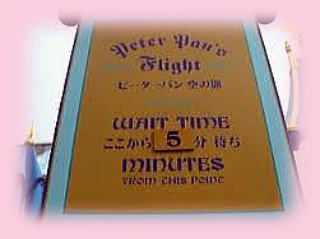 Peter Pan's
Flight
ピーターパン 空の旅
WAIT TIME
ここから 5 分 待ち
MINUTES
FROM THIS POINT